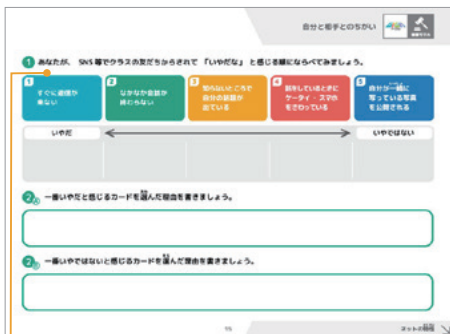 自分と相手とのちがい
1 あなたが、SNS等でクラスの友だちからされて「いやだな」と感じる順にならべてみましょう。
1
すぐに返信が
来ない
2
なかなか会話が
終わらない
3
知らないところで
自分の話題が
出ている
4
話をしているときに
ケータイ・スマホ
をさわっている
5
自分が一緒に
写っている写真
を公開される
いやだ
いやではない
2 一番いやだと感じるカードを選んだ理由を書きましょう。
2 一番いやではないと感じるカードを選んだ理由を書きましょう。